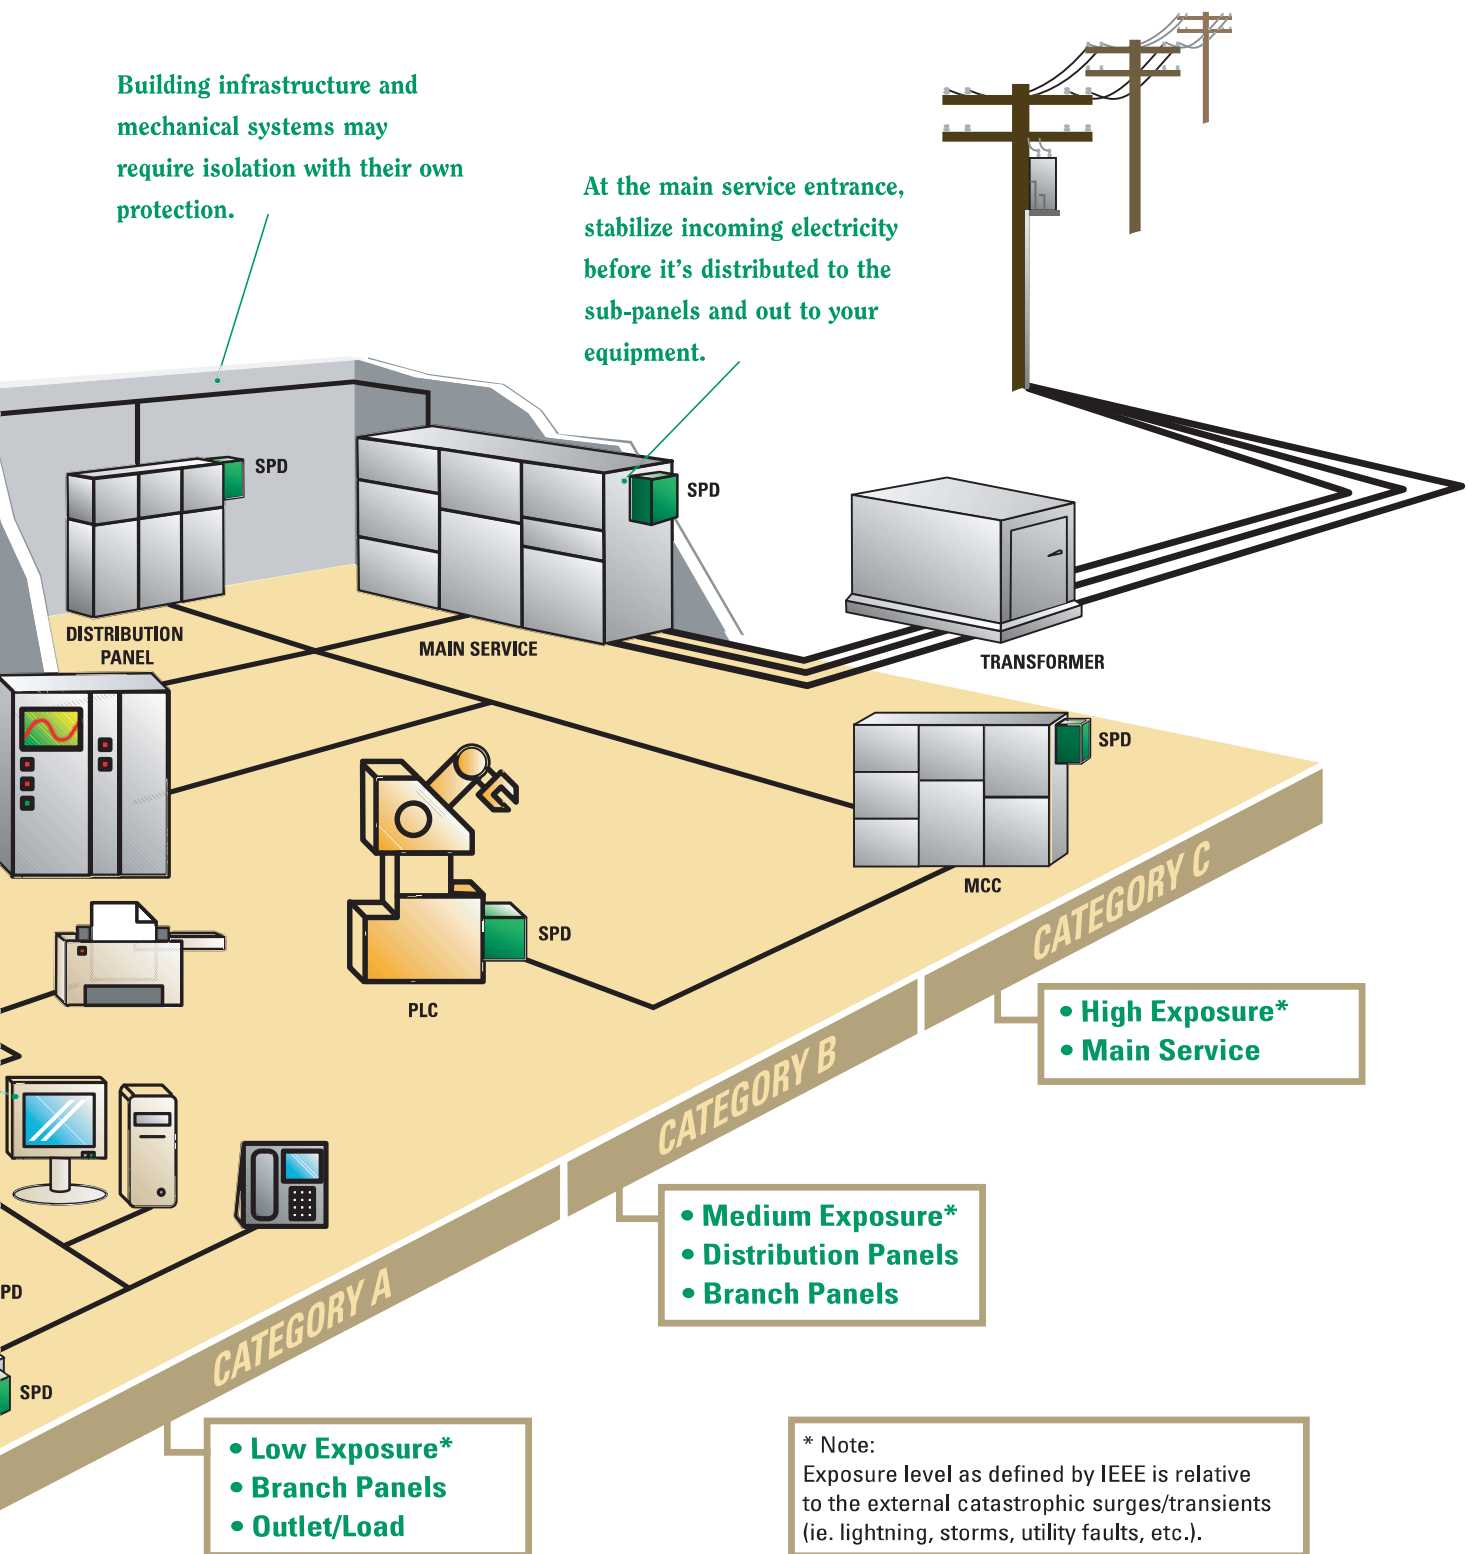 Building infrastructure and
mechanical systems may
require isolation with their own
protection.
At the main service entrance,
stabilize incoming electricity
before it's distributed to the
sub-panels and out to your
equipment.
SPD
SPD
DISTRIBUTION
PANEL
MAIN SERVICE
TRANSFORMER
SPD
MCC
SPD
PLC
CATEGORY C
• High Exposure*
• Main Service
CATEGORY B
• Medium Exposure*
• Distribution Panels
• Branch Panels
PD
CATEGORY A
SPD
• Low Exposure*
• Branch Panels
• Outlet/Load
* Note:
Exposure level as defined by IEEE is relative
to the external catastrophic surges/transients
(ie. lightning, storms, utility faults, etc.).